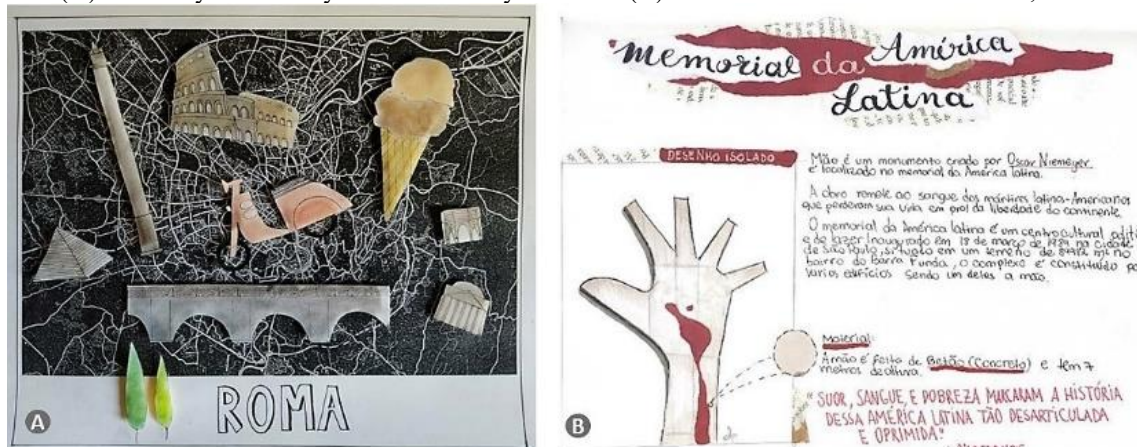 Memorial da América
Latina
DESENHO ISOLADO
Mão é um monumento criado por Oscar Niemeyer
é localizado no memorial da América latina.
A obra remete ao sangue dos mártires latino-Americanos
que perderam sua vida em prol da liberdade do continente.
O memorial da América latina é um centro cultural
e de lazer Inaugurado em 18 de março de na cidade
de São Paulo, situado em um terreno de m² no
bairro do barra Funda, o complexo é constituído
varios edifícios sendo um deles a mão.
Material:
A mão é feita de Betão (Concreto) e tem 7
metros de altura.
"SUOR, SANGUE E POBREZA MARCARAM A HISTÓRIA
DESSA AMÉRICA LATINA TÃO DESARTICULADA
E OPRIMIDA"
ROMA
A
B